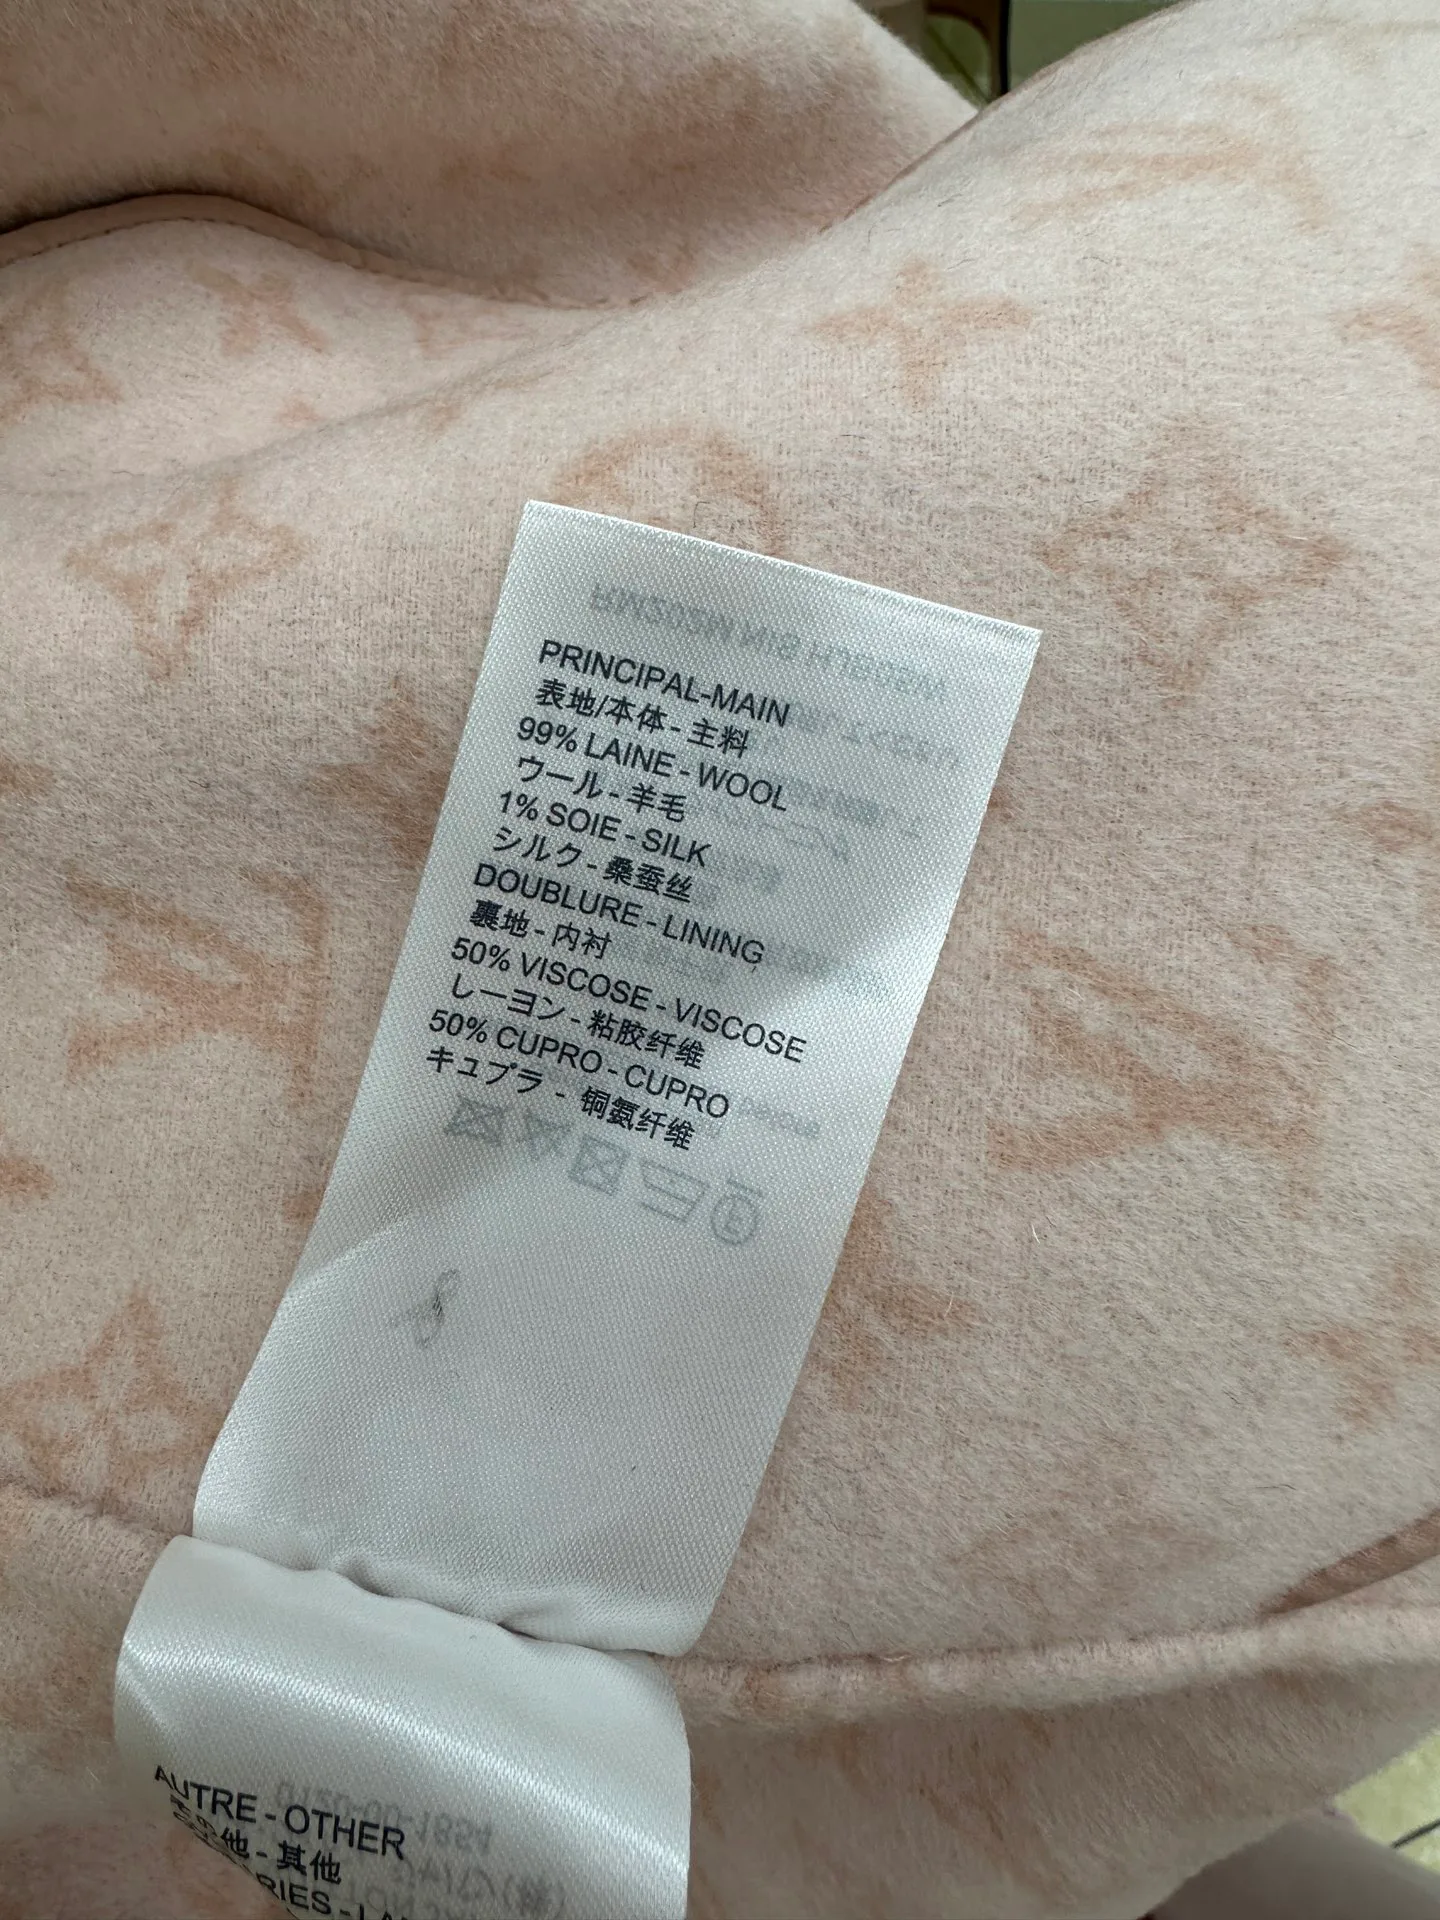 PRINCIPAL-MAIN
表地/本体-主料
99% LAINE-WOOL
ウール-羊毛
1% SOIE-SILK
シルク-桑蚕丝
DOUBLURE-LINING
裏地-内衬
50% VISCOSE-VISCOSE
レーヨン-粘胶纤维
50% CUPRO-CUPRO
キュプラ - 铜氨纤维
AUTRE-OTHER
その他-其他